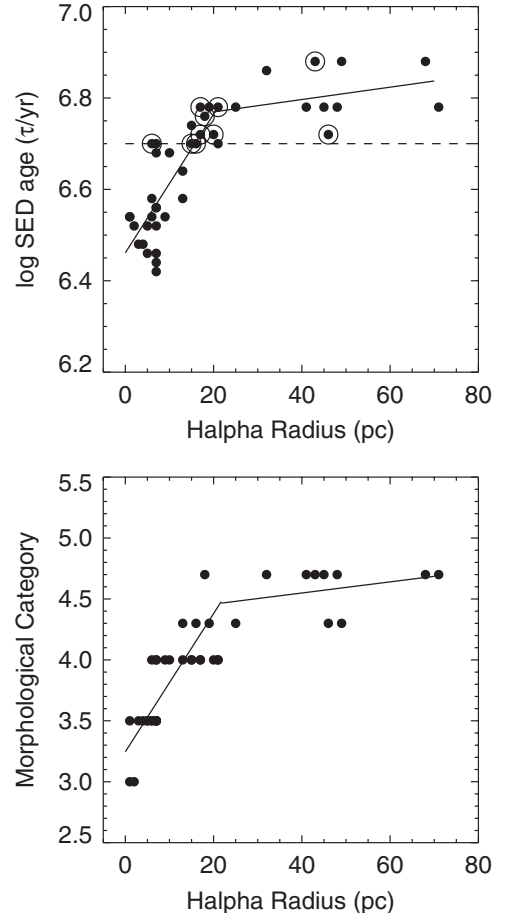 7.0
6.8
6.6
6.4
6.2
log SED age (τ/yr)
0 20 40 60 80
Halpha Radius (pc)
5.5
5.0
4.5
4.0
3.5
3.0
2.5
Morphological Category
0 20 40 60 80
Halpha Radius (pc)